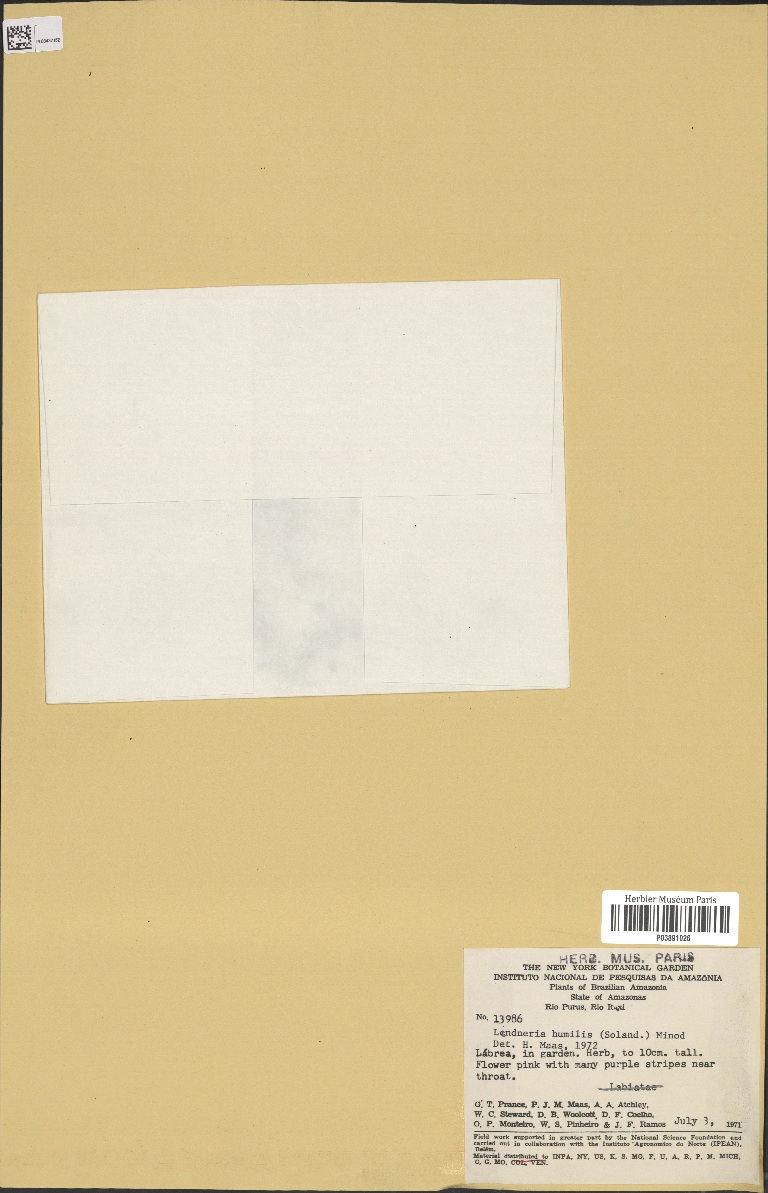 Herbier Muséum Paris
P03891026
HERB. MUS. PARIS
THE NEW YORK BOTANICAL GARDEN
INSTITUTO NACIONAL DE PESQUISAS DA AMAZÔNIA
Plants of Brazilian Amazonia
State of Amazonas
Rio Purus, Rio Ituxi
No. 13986
Lendneria humilis (Soland.) Minod
Det. H. Maas, 1972
Lábrea, in garden. Herb, to 10cm. tall.
Flower pink with many purple stripes near
throat.
Labiatae
G. T. Prance, P. J. M. Maas, A. A. Atchley,
W. C. Steward, D. B. Woolcott, D. F. Coelho,
O. P. Monteiro, W. S. Pinheiro & J. F. Ramos July 3, 1971
Field work supported in greater part by the National Science Foundation and
carried out in collaboration with the Instituto Agronomico do Norte (IPEAN),
Belém.
Material distributed to INPA, NY, US, K, S, MG, F, U, A, R, P, M, MICH,
C, G, MO, COL, VEN.